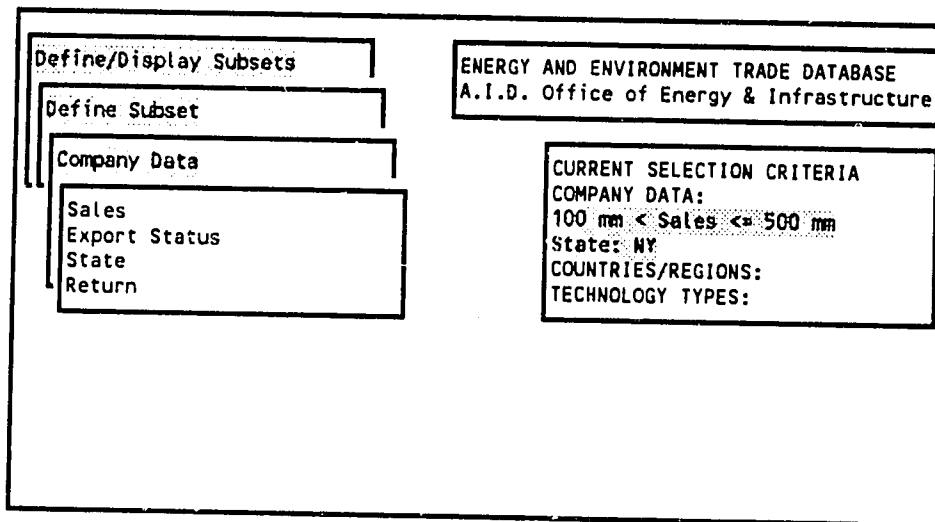 Define/Display Subsets
Define Subset
Company Data
Sales
Export Status
State
Return
ENERGY AND ENVIRONMENT TRADE DATABASE
A.I.D. Office of Energy & Infrastructure
CURRENT SELECTION CRITERIA
COMPANY DATA:
100 mm < Sales <= 500 mm
State: NY
COUNTRIES/REGIONS:
TECHNOLOGY TYPES: